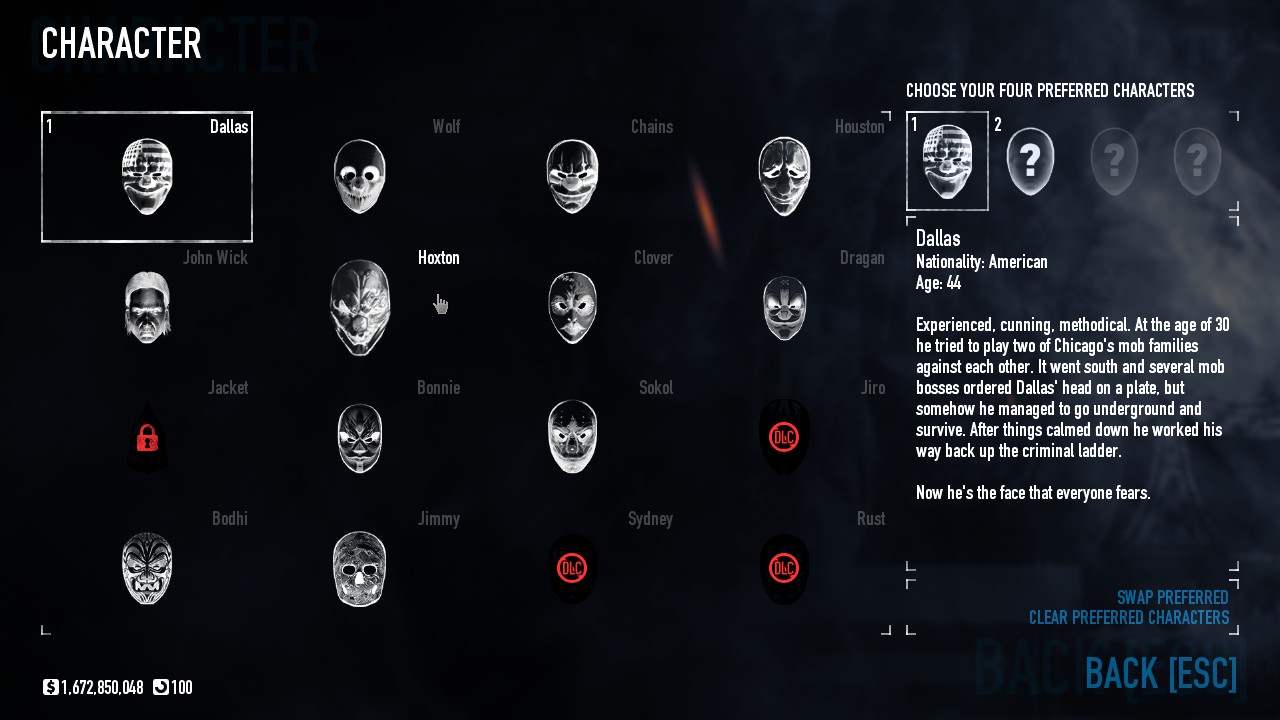 CHARACTER
CHOOSE YOUR FOUR PREFERRED CHARACTERS
1 Dallas
Wolf
Chains
Houston
1
2
?
?
?
John Wick
Hoxton
Clover
Dragan
Jacket
Bonnie
Sokol
Jiro
DLC
Bodhi
Jimmy
Sydney
Rust
DLC
DLC
Dallas
Nationality: American
Age: 44
Experienced, cunning, methodical. At the age of 30
he tried to play two of Chicago's mob families
against each other. It went south and several mob
bosses ordered Dallas' head on a plate, but
somehow he managed to go underground and
survive. After things calmed down he worked his
way back up the criminal ladder.
Now he's the face that everyone fears.
SWAP PREFERRED
CLEAR PREFERRED CHARACTERS
$ 1,672,850,048 100
BACK [ESC]